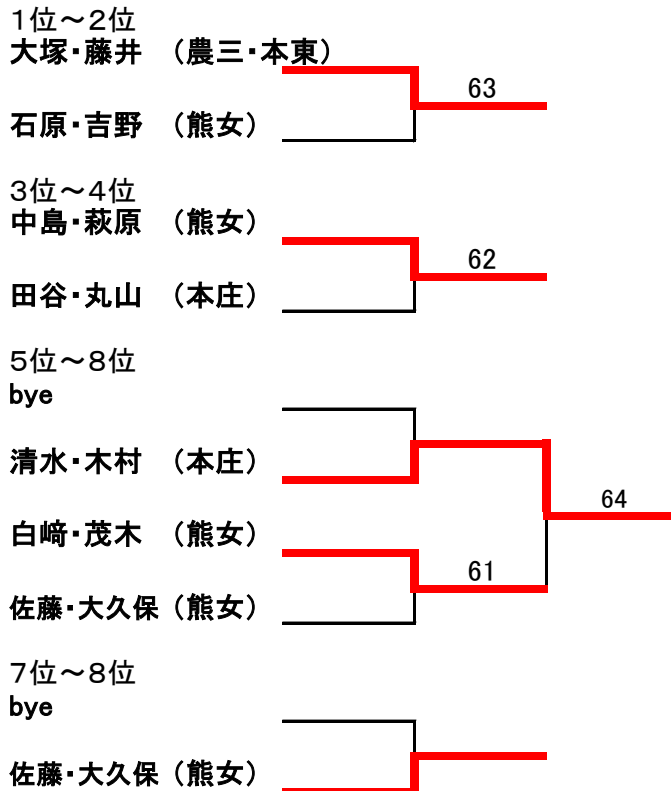 1位～2位
大塚・藤井　（農三・本東）
63
石原・吉野　（熊女）
3位～4位
中島・萩原　（熊女）
62
田谷・丸山　（本庄）
5位～8位
bye
清水・木村　（本庄）
64
白﨑・茂木　（熊女）
61
佐藤・大久保（熊女）
7位～8位
bye
佐藤・大久保（熊女）